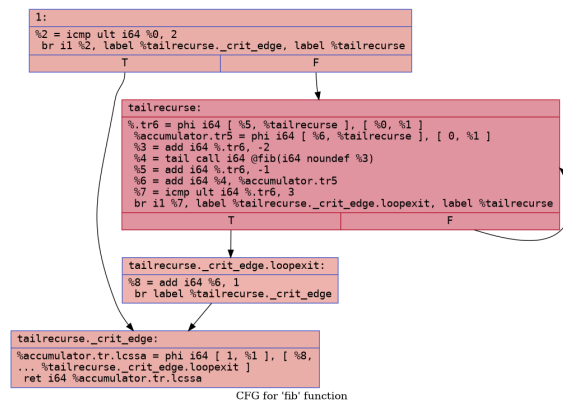 1:
%2 = icmp ult i64 %0, 2
br i1 %2, label %tailrecurse._crit_edge, label %tailrecurse
T F
tailrecurse:
%.tr6 = phi i64 [ %5, %tailrecurse ], [ %0, %1 ]
%accumulator.tr5 = phi i64 [ %6, %tailrecurse ], [ 0, %1 ]
%3 = add i64 %.tr6, -2
%4 = tail call i64 @fib(i64 noundef %3)
%5 = add i64 %.tr6, -1
%6 = add i64 %4, %accumulator.tr5
%7 = icmp ult i64 %.tr6, 3
br i1 %7, label %tailrecurse._crit_edge.loopexit, label %tailrecurse
T F
tailrecurse._crit_edge.loopexit:
%8 = add i64 %6, 1
br label %tailrecurse._crit_edge
tailrecurse._crit_edge:
%accumulator.tr.lcssa = phi i64 [ 1, %1 ], [ %8,
... %tailrecurse._crit_edge.loopexit ]
ret i64 %accumulator.tr.lcssa
CFG for 'fib' function